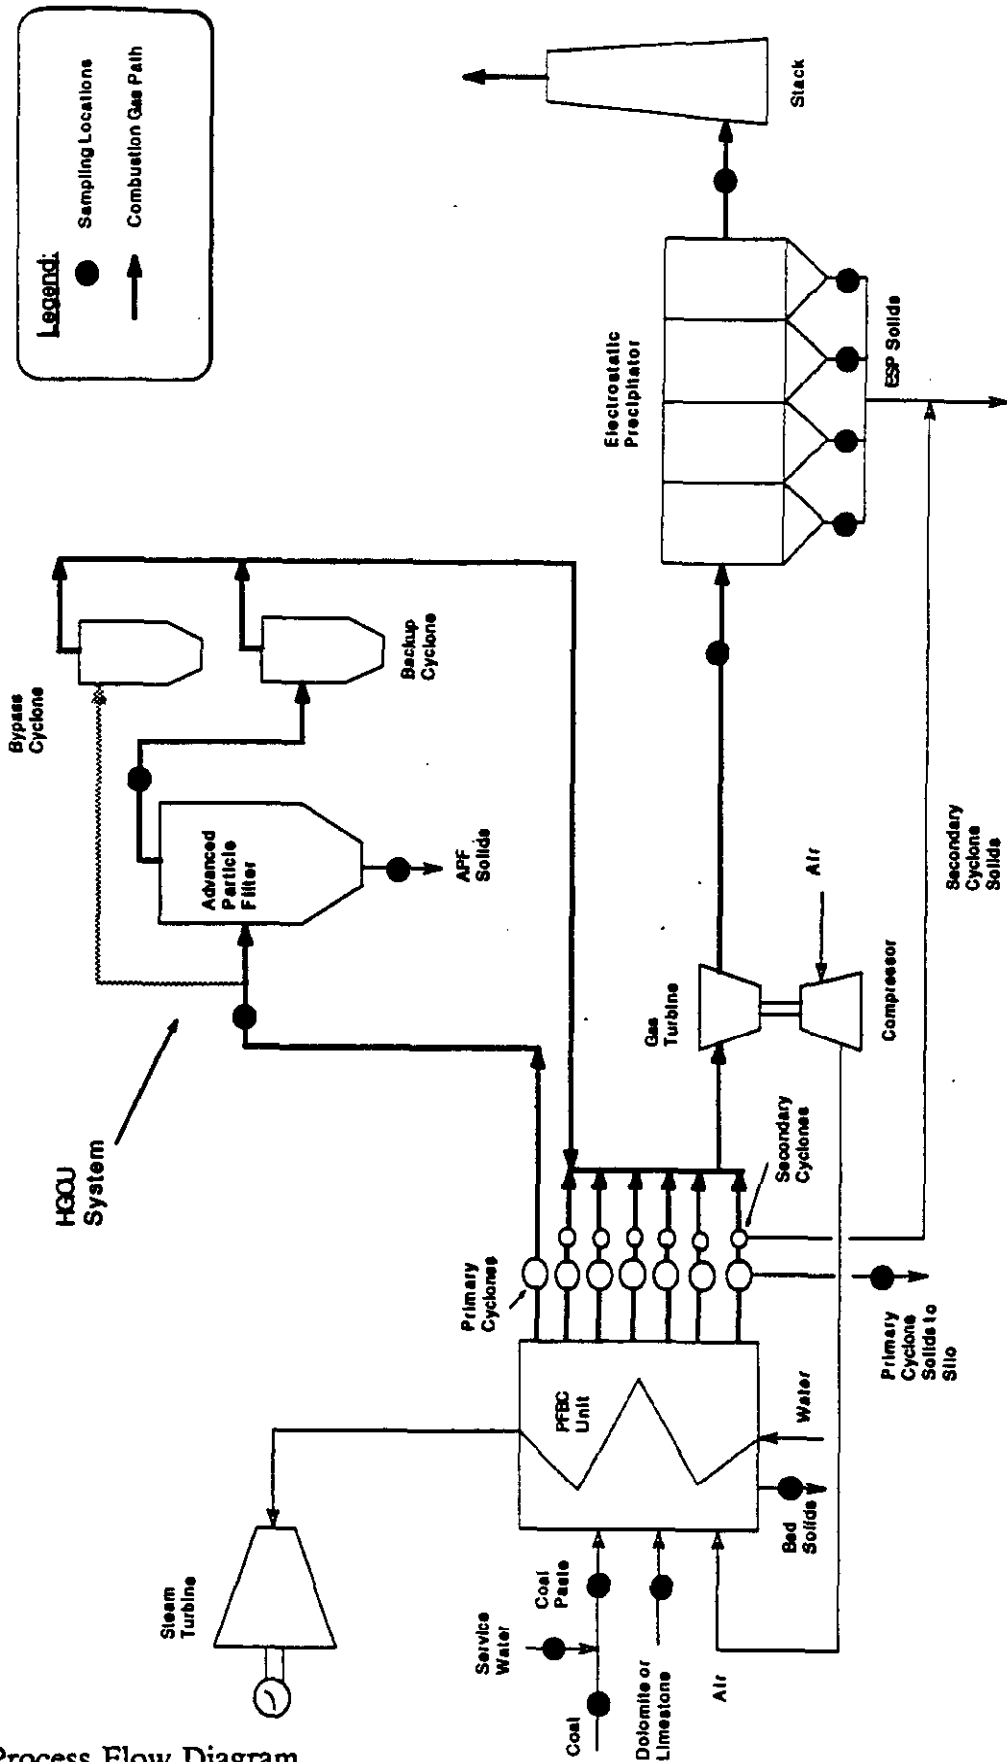 Legend:
Sampling Locations
Combustion Gas Path
Stack
Electrostatic
Precipitator
ESP Solids
Bypass
Cyclone
Backup
Cyclone
Advanced
Particle
Filter
APF
Solids
HGCU
System
Gas
Turbine
Air
Compressor
Secondary
Cyclone
Solids
Secondary
Cyclones
Primary
Cyclones
Primary
Cyclone
Solids to
Silo
PFBC
Unit
Water
Bed
Solids
Steam
Turbine
Service
Water
Coal
Paste
Coal
Dolomite or
Limestone
Air
Process Flow Diagram